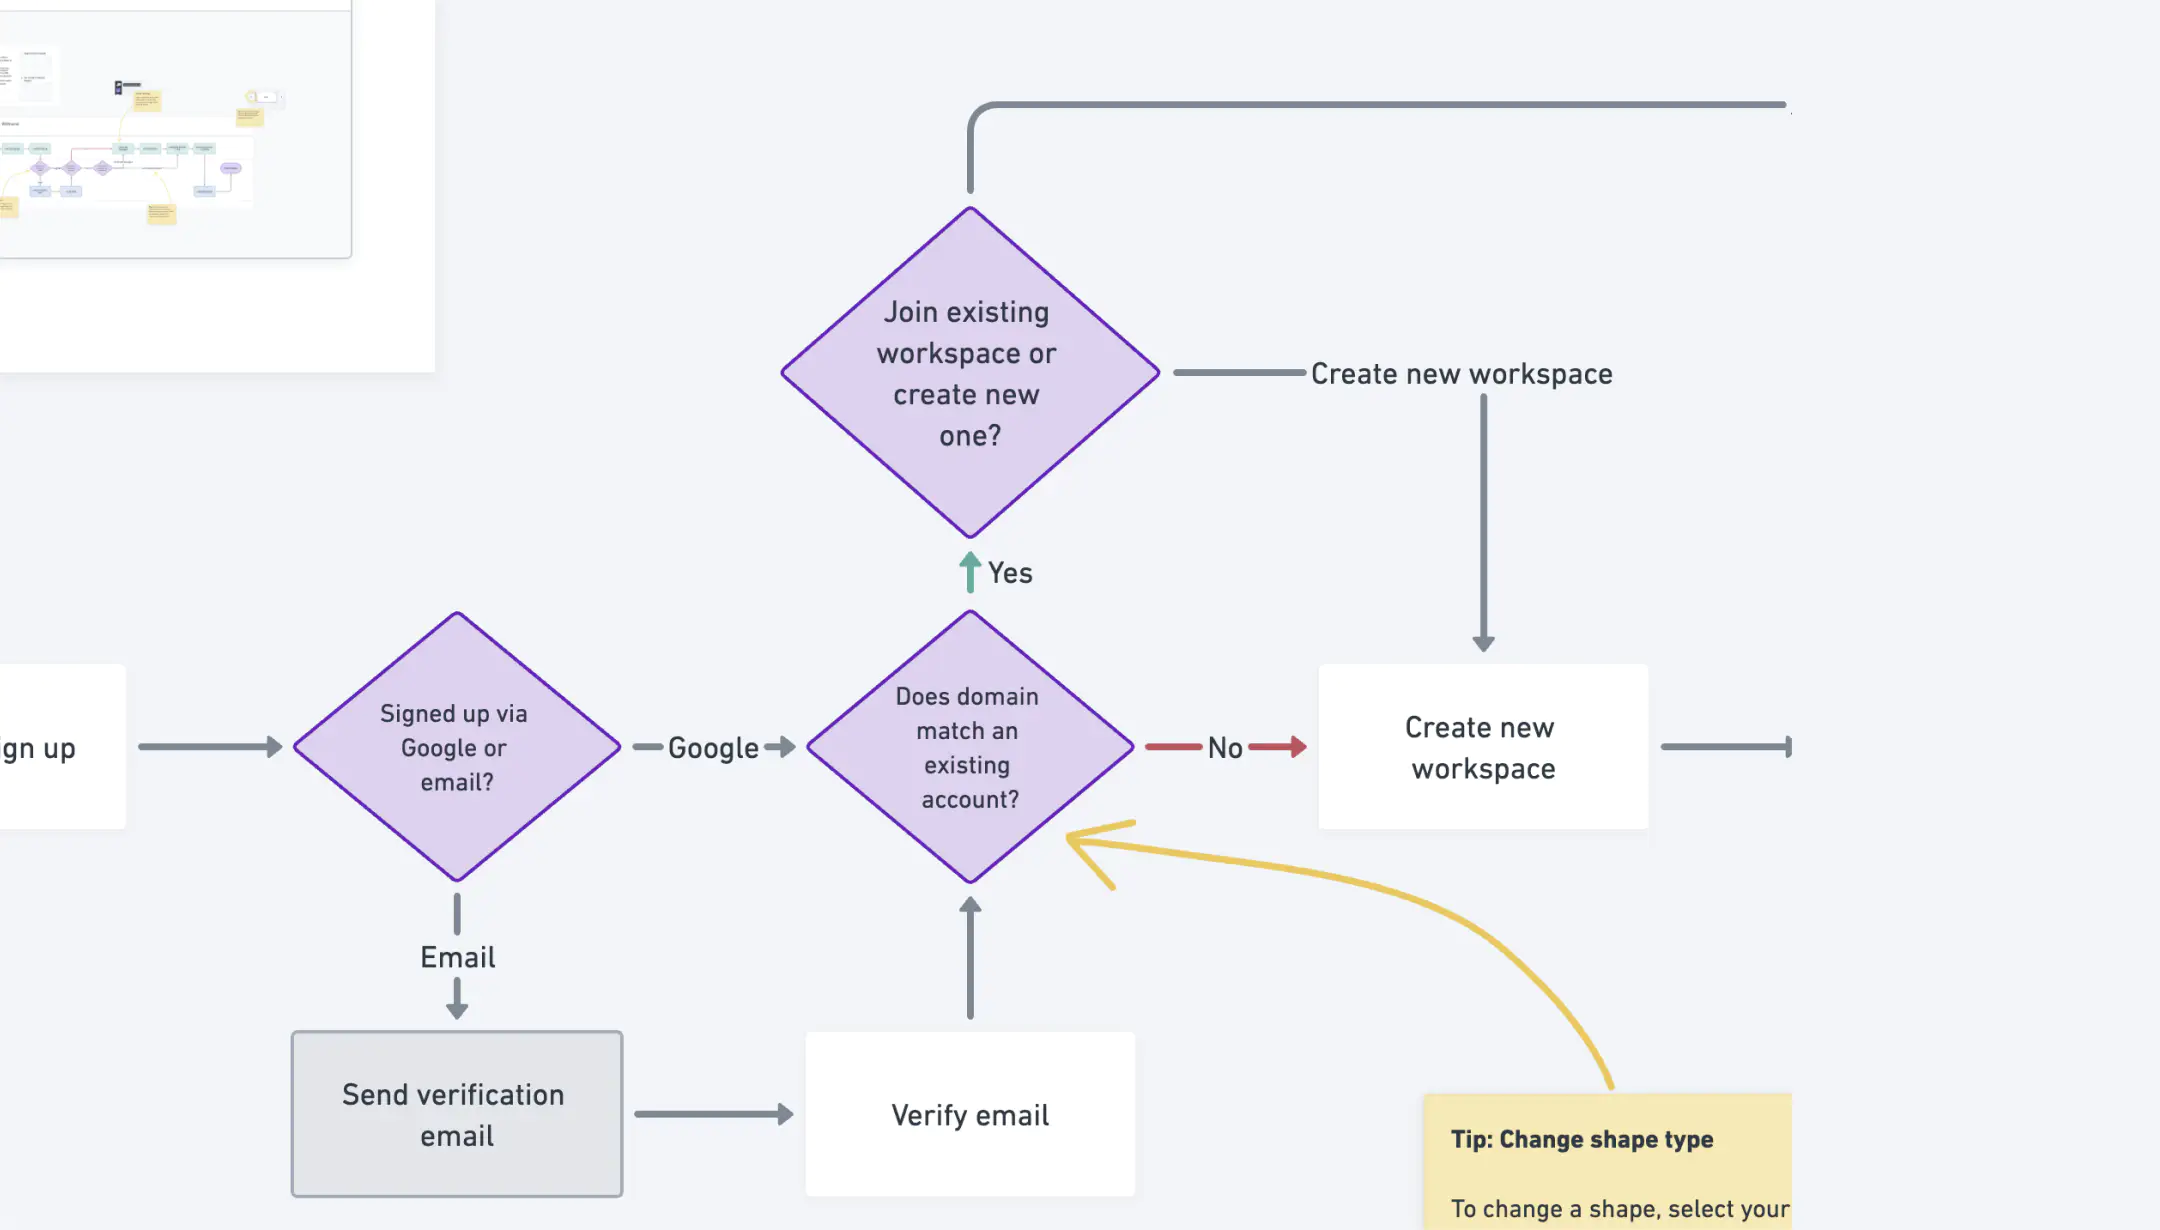 Join existing
workspace or
create new
one?
Create new workspace
Yes
ign up
Signed up via
Google or
email?
Google
Does domain
match an
existing
account?
No
Create new
workspace
Email
Send verification
email
Verify email
Tip: Change shape type
To change a shape, select your